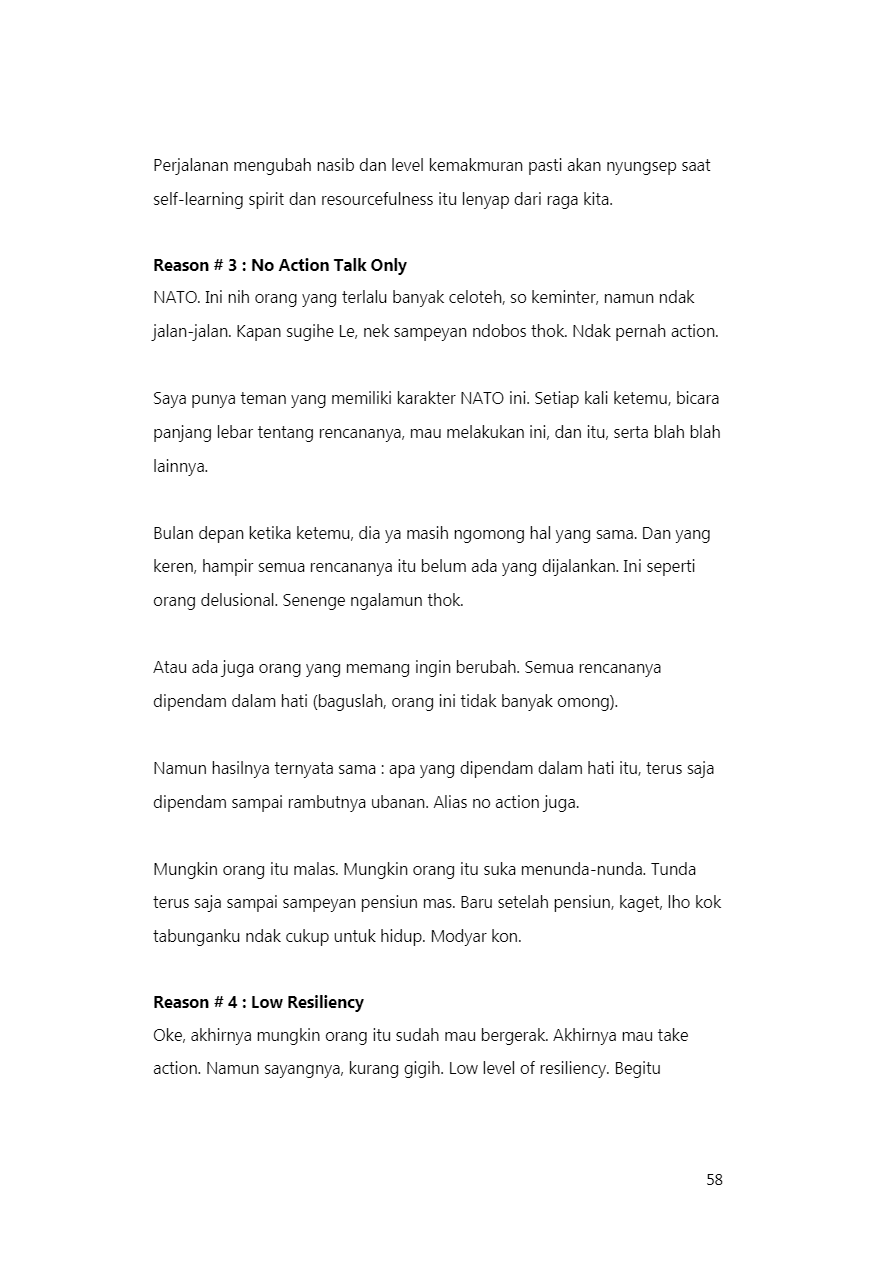 Perjalanan mengubah nasib dan level kemakmuran pasti akan nyungsep saat
self-learning spirit dan resourcefulness itu lenyap dari raga kita.
Reason # 3 : No Action Talk Only
NATO. Ini nih orang yang terlalu banyak celoteh, so keminter, namun ndak
jalan-jalan. Kapan sugihe Le, nek sampeyan ndobos thok. Ndak pernah action.
Saya punya teman yang memiliki karakter NATO ini. Setiap kali ketemu, bicara
panjang lebar tentang rencananya, mau melakukan ini, dan itu, serta blah blah
lainnya.
Bulan depan ketika ketemu, dia ya masih ngomong hal yang sama. Dan yang
keren, hampir semua rencananya itu belum ada yang dijalankan. Ini seperti
orang delusional. Senenge ngalamun thok.
Atau ada juga orang yang memang ingin berubah. Semua rencananya
dipendam dalam hati (baguslah, orang ini tidak banyak omong).
Namun hasilnya ternyata sama : apa yang dipendam dalam hati itu, terus saja
dipendam sampai rambutnya ubanan. Alias no action juga.
Mungkin orang itu malas. Mungkin orang itu suka menunda-nunda. Tunda
terus saja sampai sampeyan pensiun mas. Baru setelah pensiun, kaget, lho kok
tabunganku ndak cukup untuk hidup. Modyar kon.
Reason # 4 : Low Resiliency
Oke, akhirnya mungkin orang itu sudah mau bergerak. Akhirnya mau take
action. Namun sayangnya, kurang gigih. Low level of resiliency. Begitu
58